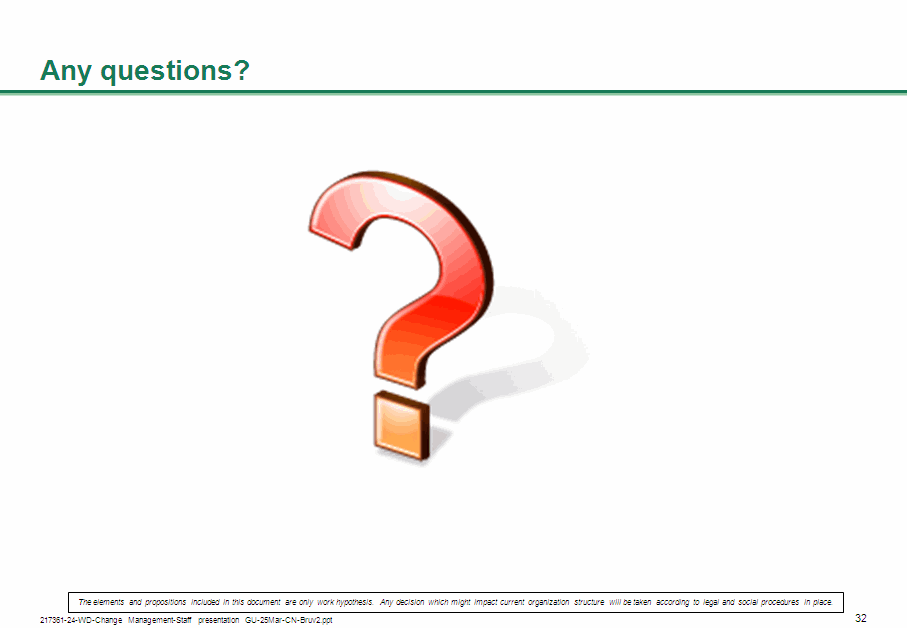 Any questions?
The elements and propositions included in this document are only work hypothesis. Any decision which might impact current organization structure will be taken according to legal and social procedures in place.
217361-24-WD-Change Management-Staff presentation GU-25Mar-CN-Bruv2.ppt
32